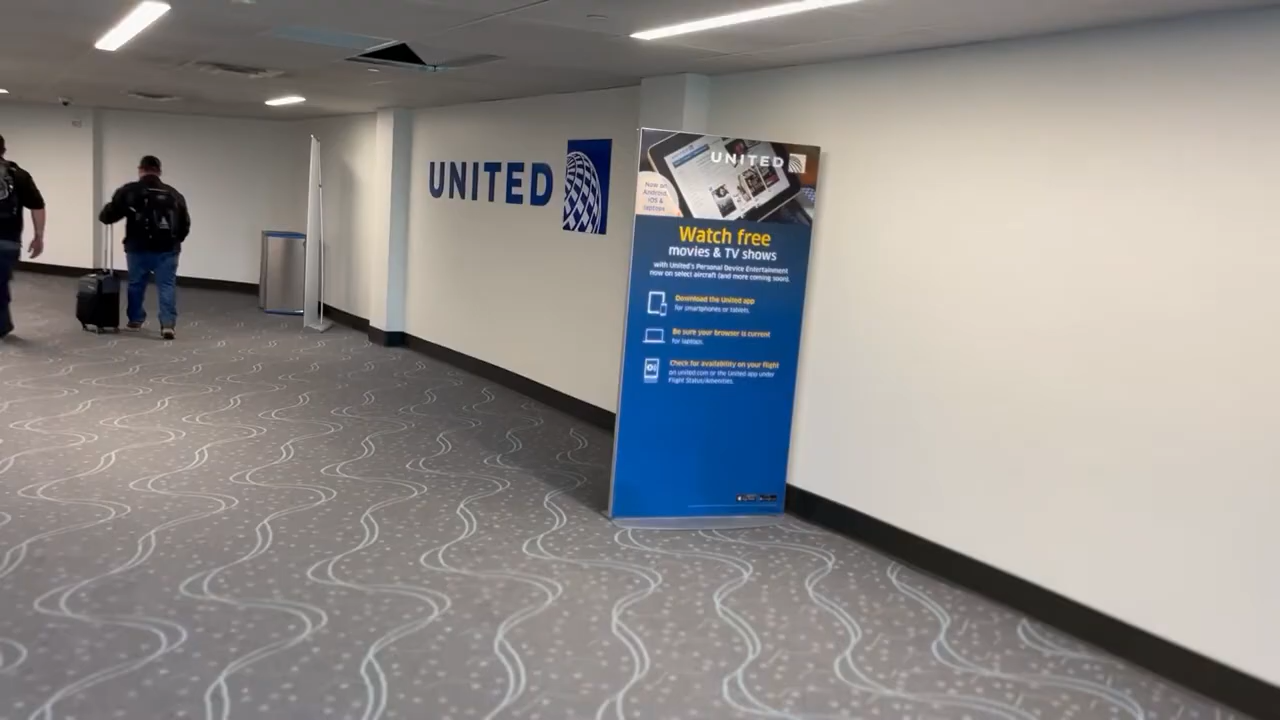 UNITED
UNITED
Now on
Android,
iOS &
laptops
Watch free
movies & TV shows
with United's Personal Device Entertainment
now on select aircraft (and more coming soon).
Download the United app
for smartphones or tablets.
Be sure your browser is current
for laptops.
Check for availability on your flight
on united.com or the United app under
Flight Status/Amenities.